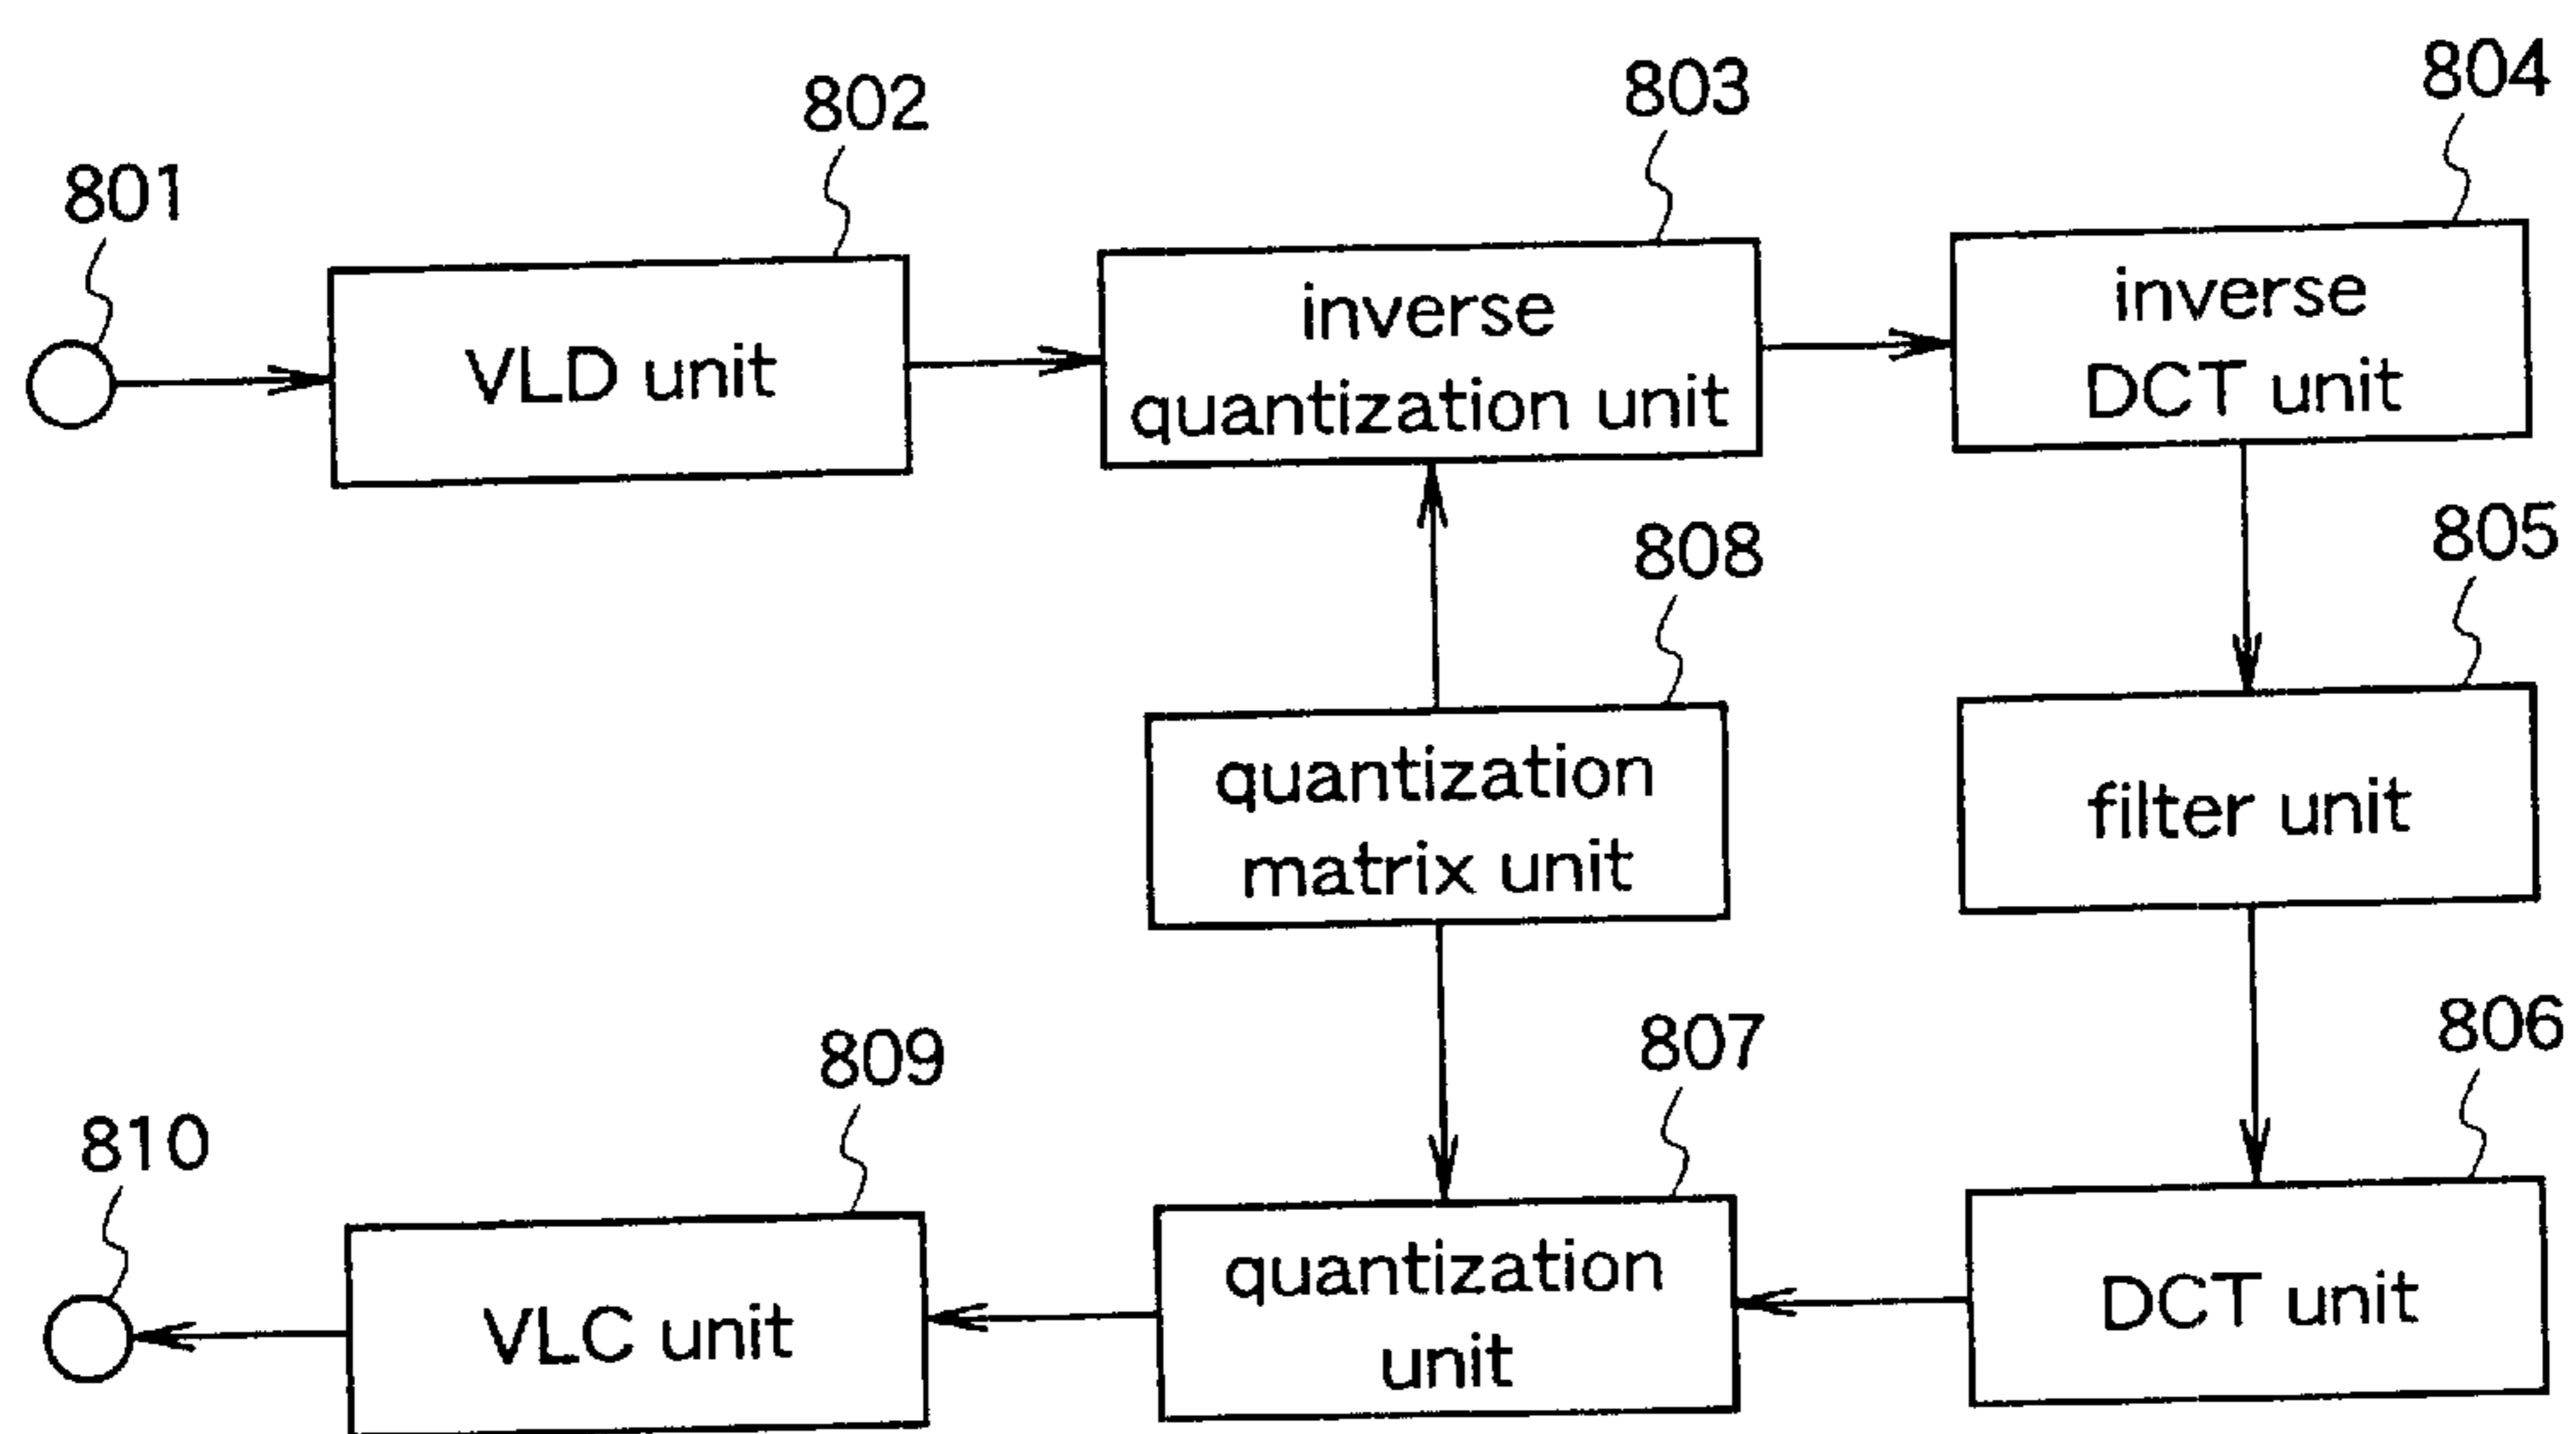 801
802
VLD unit
803
inverse
quantization unit
804
inverse
DCT unit
808
quantization
matrix unit
805
filter unit
810
809
VLC unit
807
quantization
unit
806
DCT unit